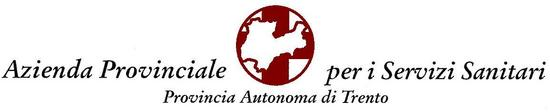 Azienda Provinciale per i Servizi Sanitari
Provincia Autonoma di Trento